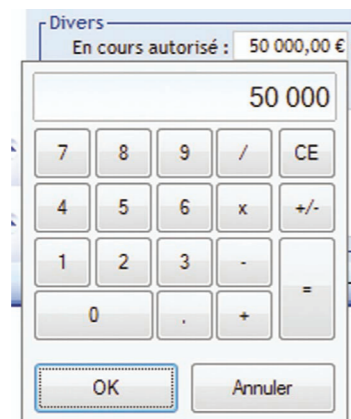 Divers
En cours autorisé : 50 000,00 €
50 000
7 8 9 / CE
4 5 6 x +/-
1 2 3 -
=
0 . +
OK Annuler